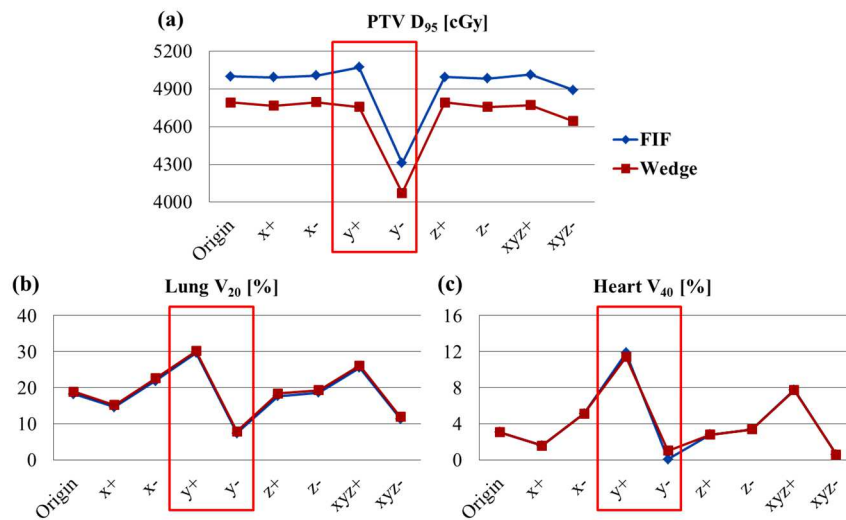 (a) PTV D₉₅ [cGy]
5200
4900
4600
4300
4000
Origin x+ x- y+ y- z+ z- xyz+ xyz-
FIF
Wedge
(b) Lung V₂₀ [%]
40
30
20
10
0
Origin x+ x- y+ y- z+ z- xyz+ xyz-
(c) Heart V₄₀ [%]
16
12
8
4
0
Origin x+ x- y+ y- z+ z- xyz+ xyz-